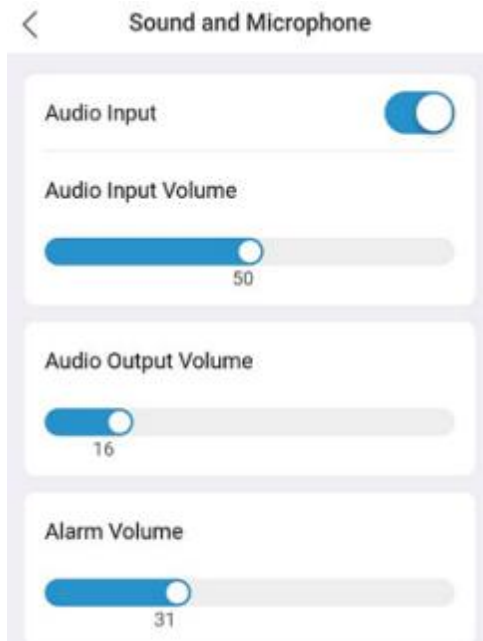 Sound and Microphone
Audio Input
Audio Input Volume
50
Audio Output Volume
16
Alarm Volume
31